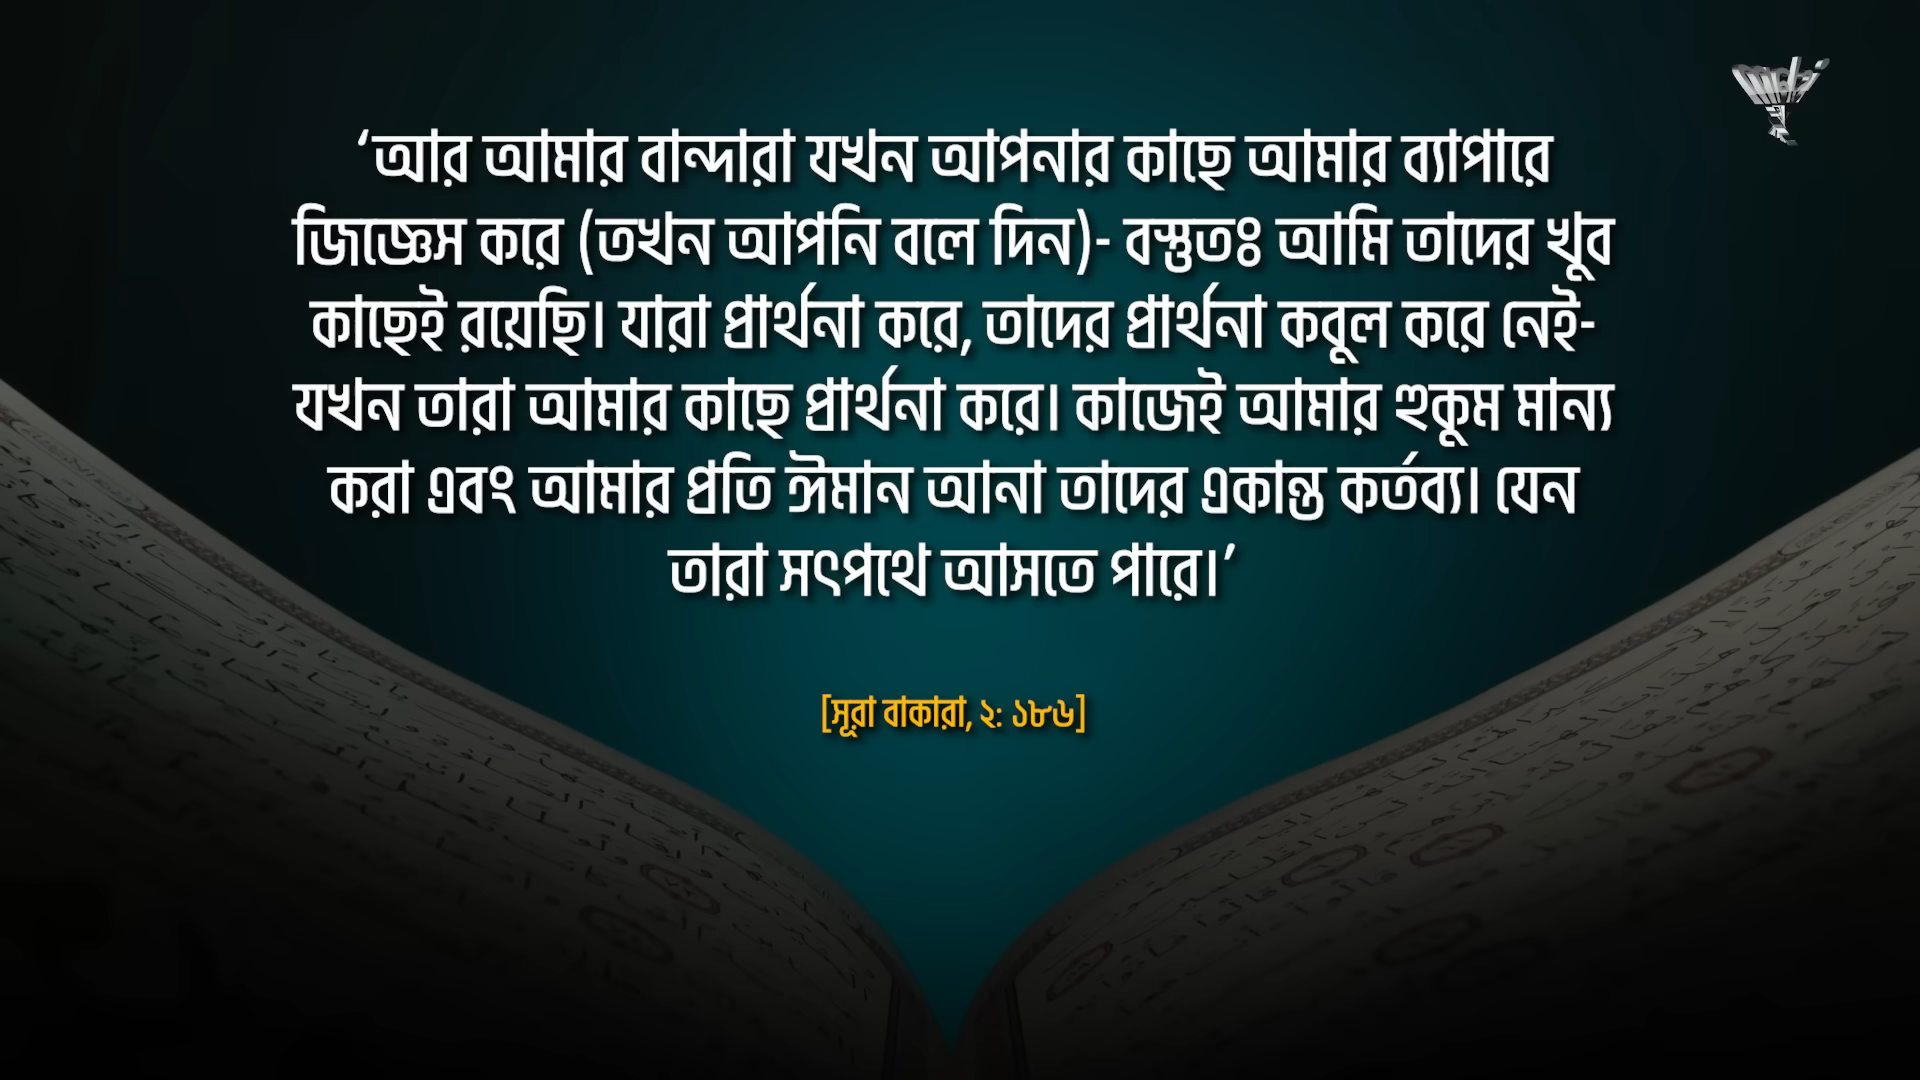 ‘আর আমার বান্দারা যখন আপনার কাছে আমার ব্যাপারে
জিজ্ঞেস করে (তখন আপনি বলে দিন)- বস্তুতঃ আমি তাদের খুব
কাছেই রয়েছি। যারা প্রার্থনা করে, তাদের প্রার্থনা কবুল করে নেই-
যখন তারা আমার কাছে প্রার্থনা করে। কাজেই আমার হুকুম মান্য
করা এবং আমার প্রতি ঈমান আনা তাদের একান্ত কর্তব্য। যেন
তারা সৎপথে আসতে পারে।’
[সূরা বাকারা, ২: ১৮৬]